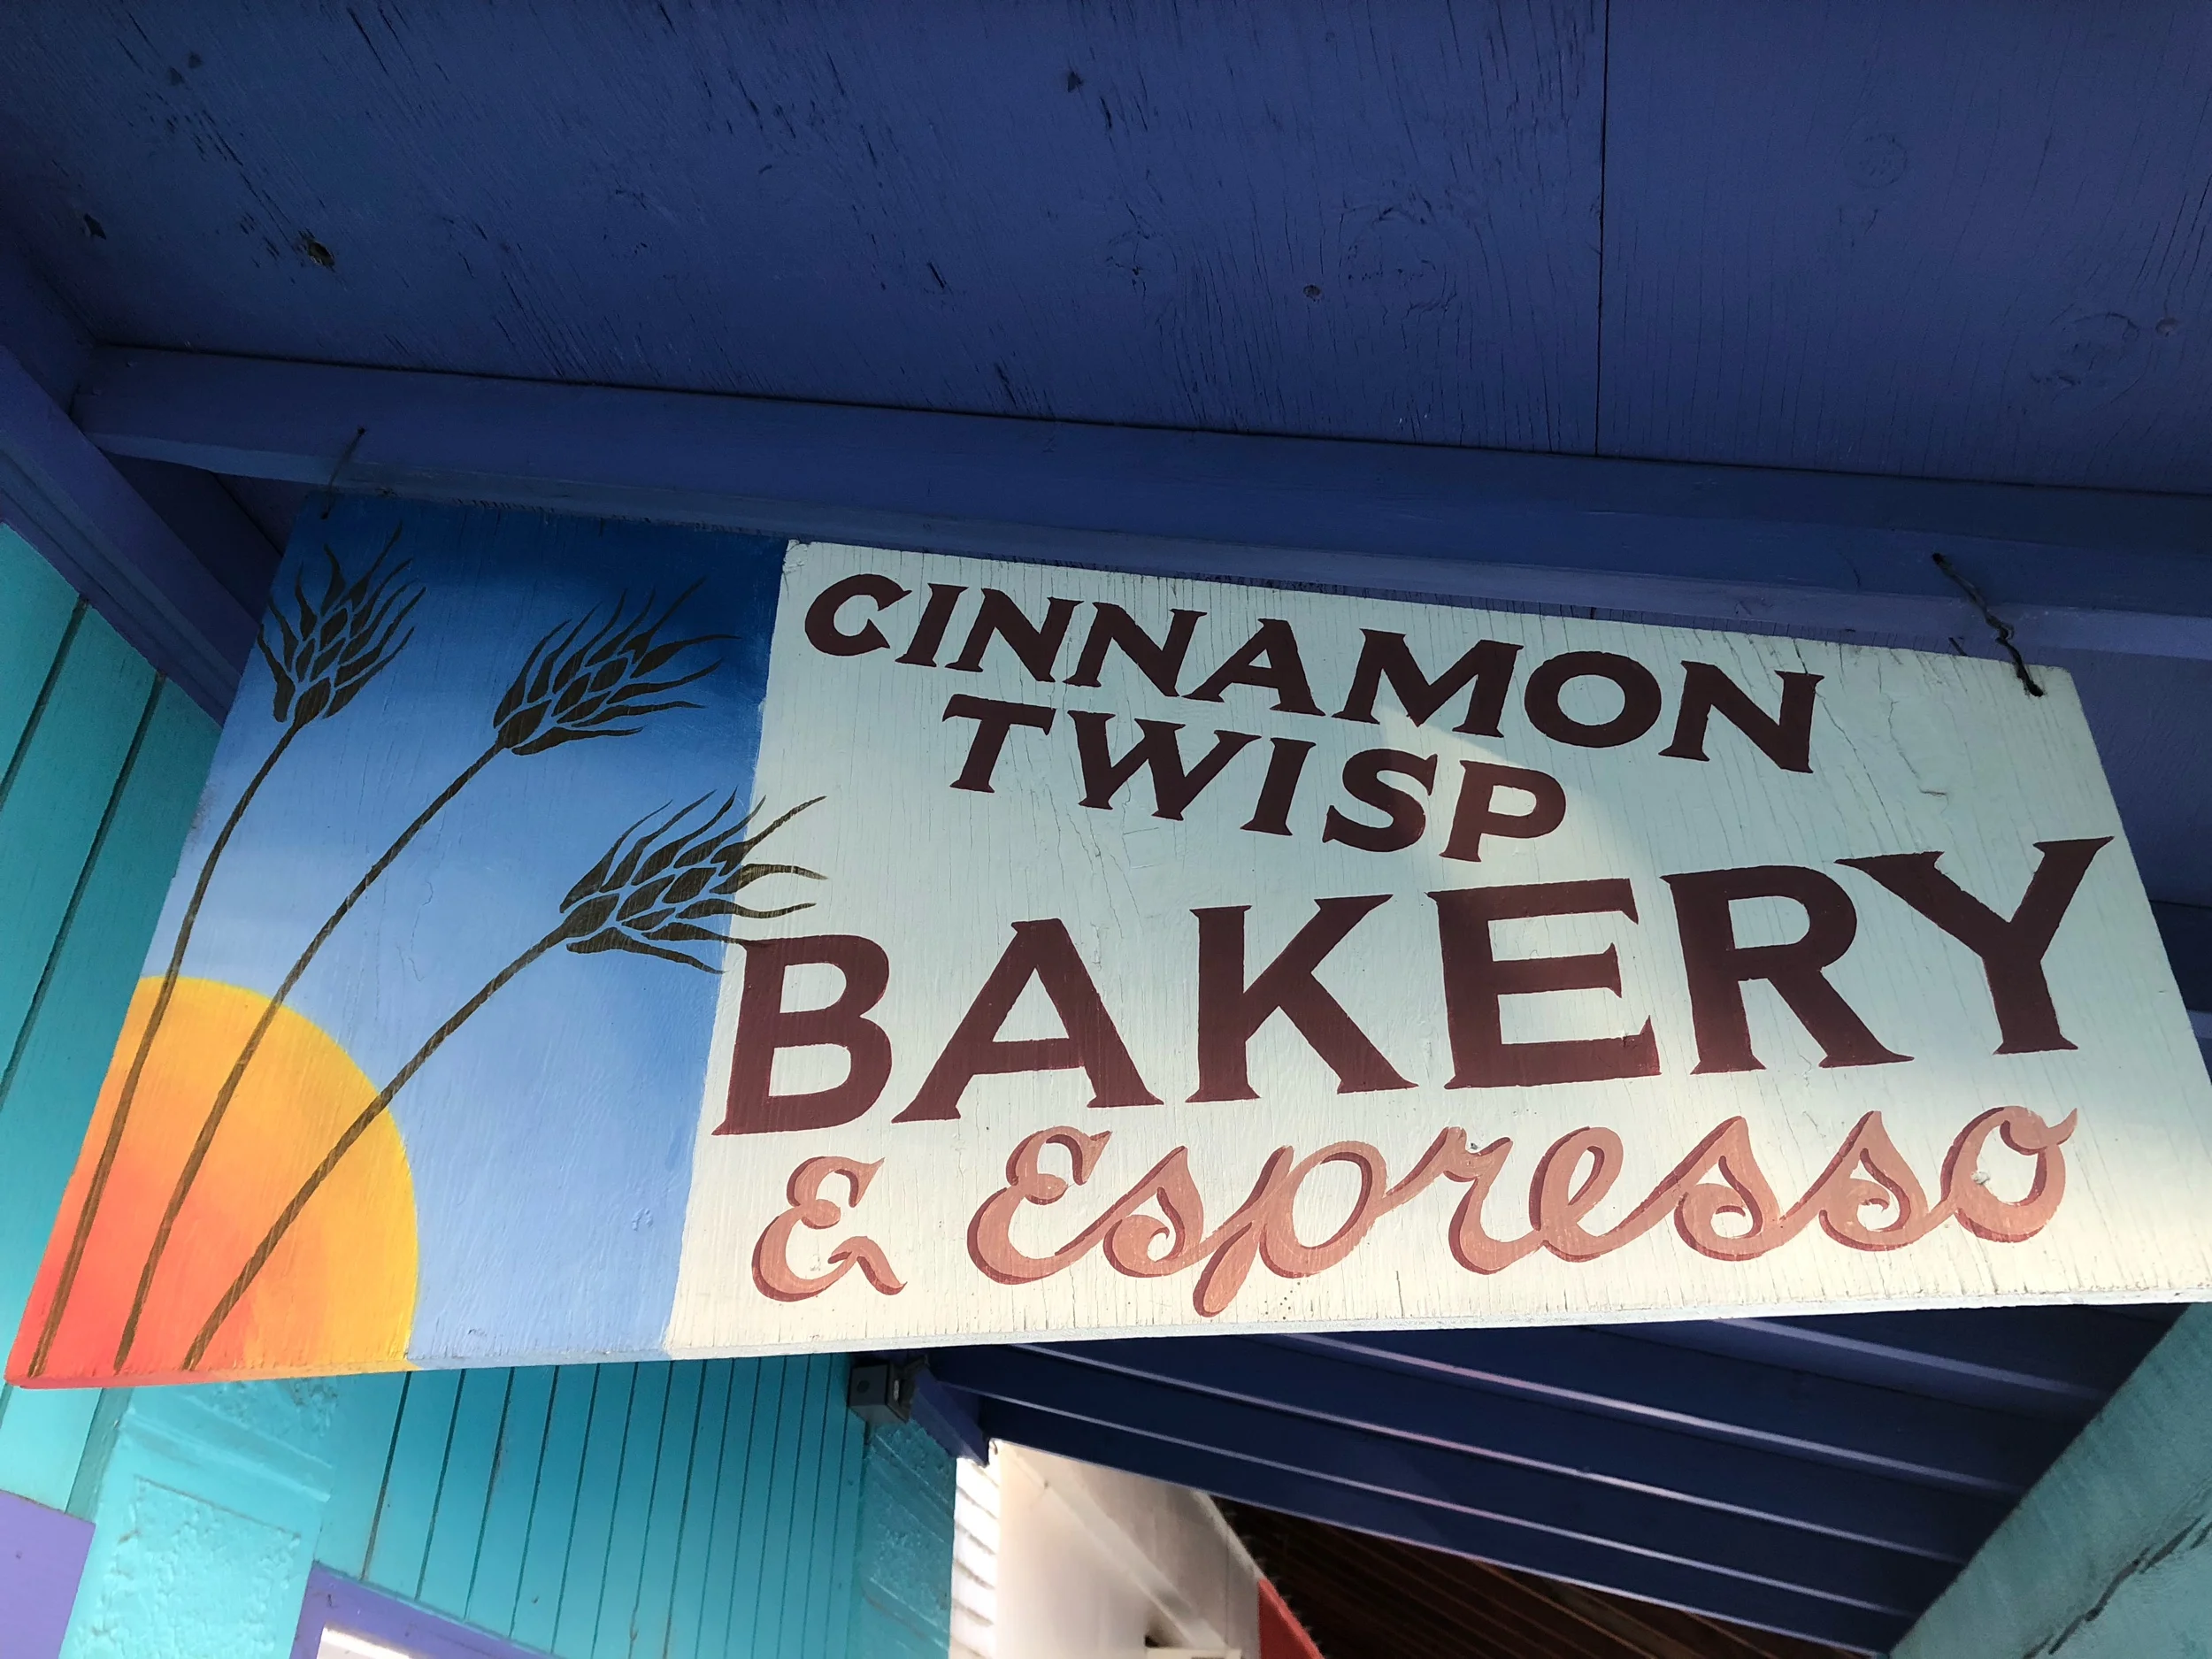 CINNAMON
TWISP
BAKERY
& Espresso